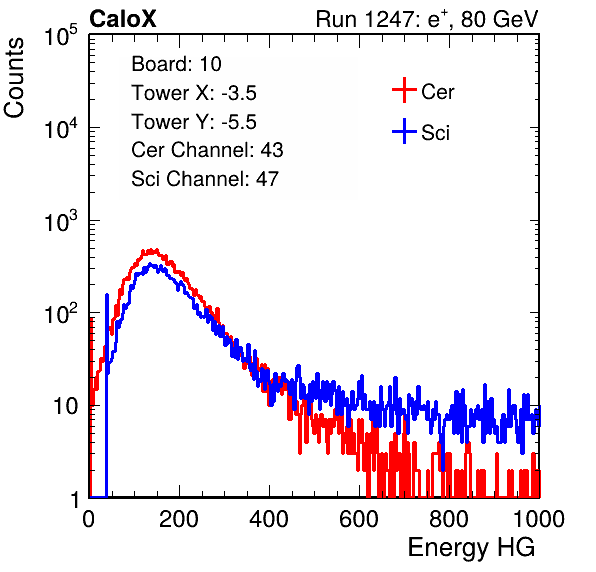 CaloX Run 1247: e⁺, 80 GeV
Counts
Board: 10
Tower X: -3.5
Tower Y: -5.5
Cer Channel: 43
Sci Channel: 47
Cer
Sci
10⁵
10⁴
10³
10²
10
1
0 200 400 600 800 1000
Energy HG